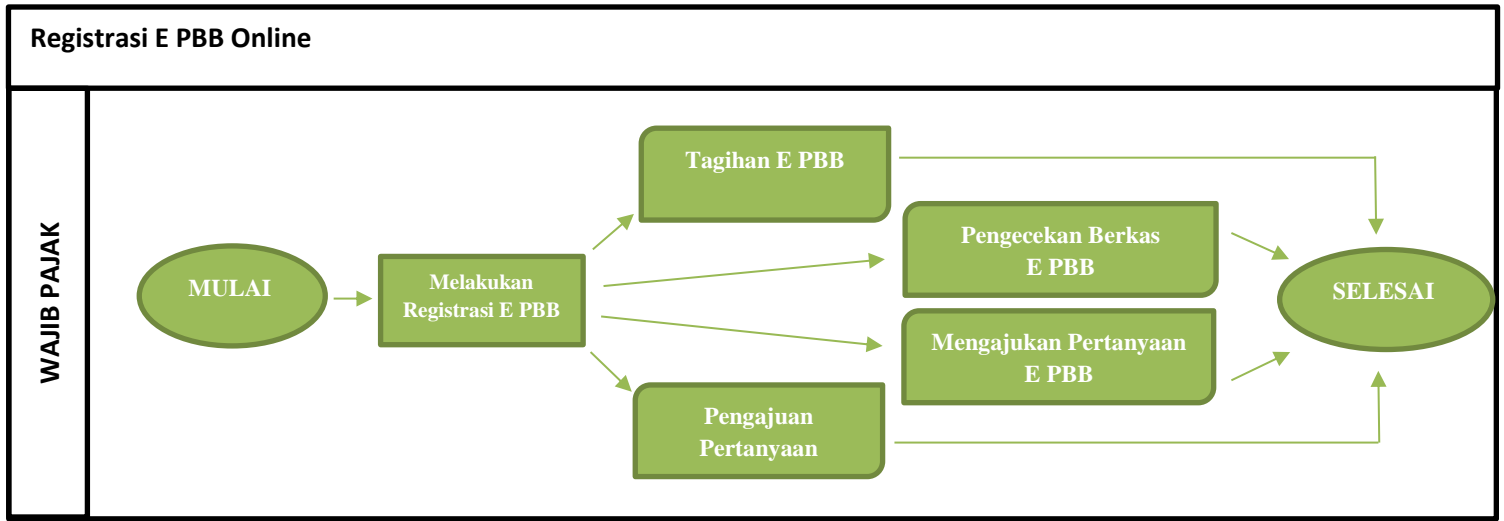 Registrasi E PBB Online
WAJIB PAJAK
MULAI
Melakukan
Registrasi E PBB
Tagihan E PBB
Pengecekan Berkas
E PBB
Mengajukan Pertanyaan
E PBB
Pengajuan
Pertanyaan
SELESAI